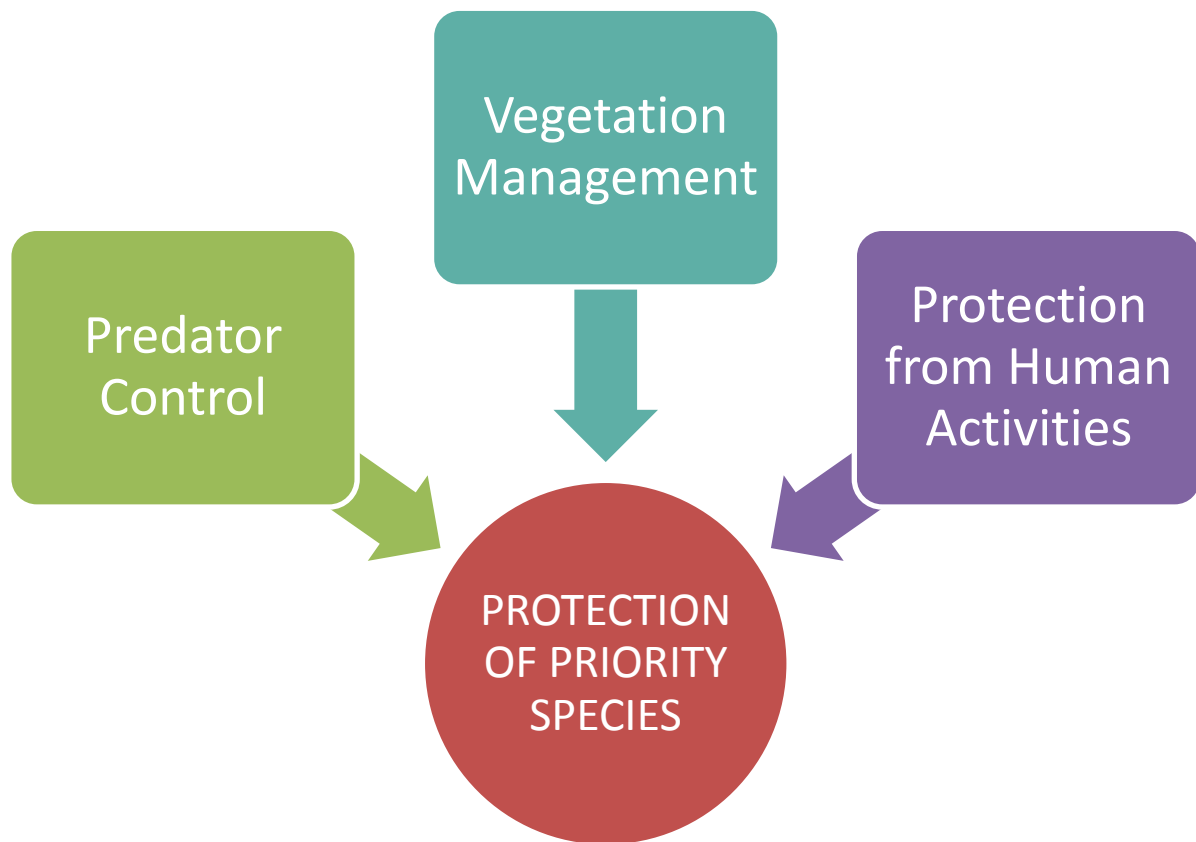 Vegetation
Management
Predator
Control
Protection
from Human
Activities
PROTECTION
OF PRIORITY
SPECIES